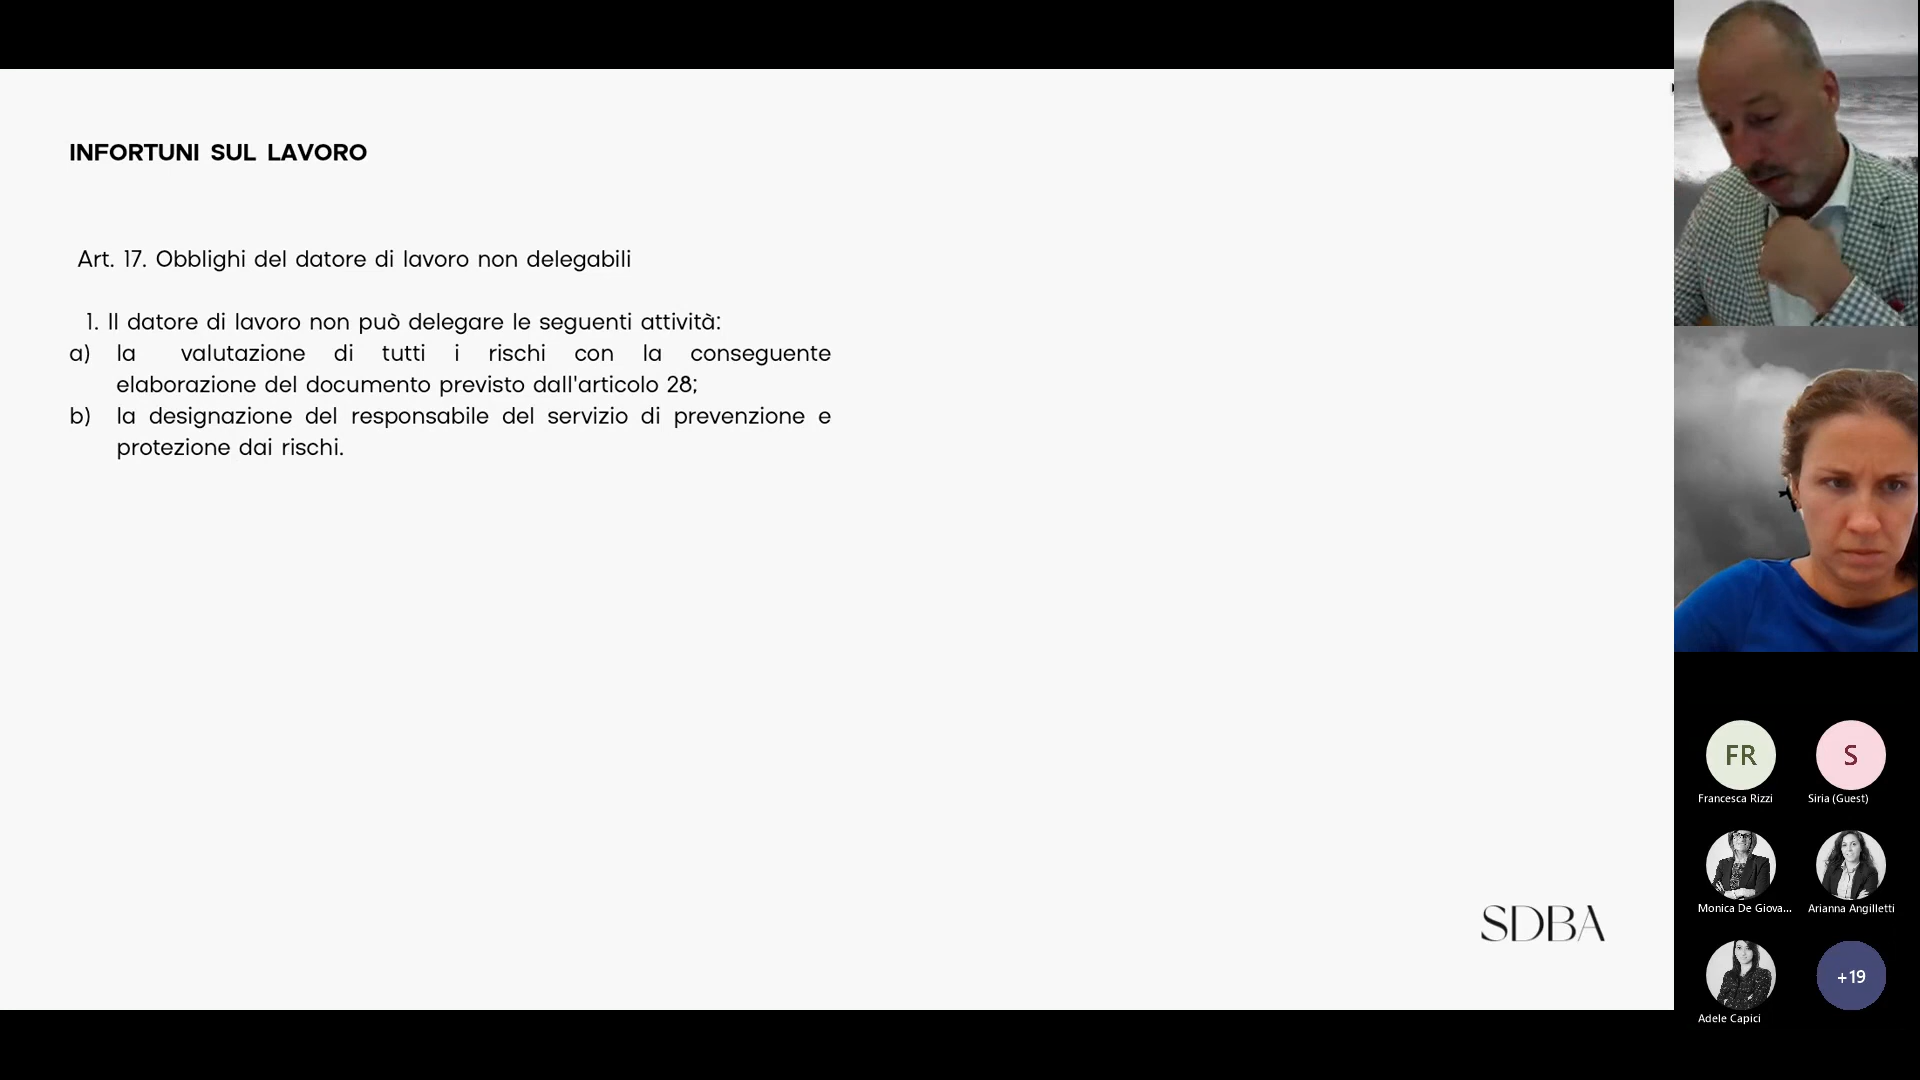 INFORTUNI SUL LAVORO
Art. 17. Obblighi del datore di lavoro non delegabili
1. Il datore di lavoro non può delegare le seguenti attività:
a) la valutazione di tutti i rischi con la conseguente
elaborazione del documento previsto dall'articolo 28;
b) la designazione del responsabile del servizio di prevenzione e
protezione dai rischi.
SDBA
FR
Francesca Rizzi
S
Siria (Guest)
Monica De Giova...
Arianna Angilletti
Adele Capici
+19